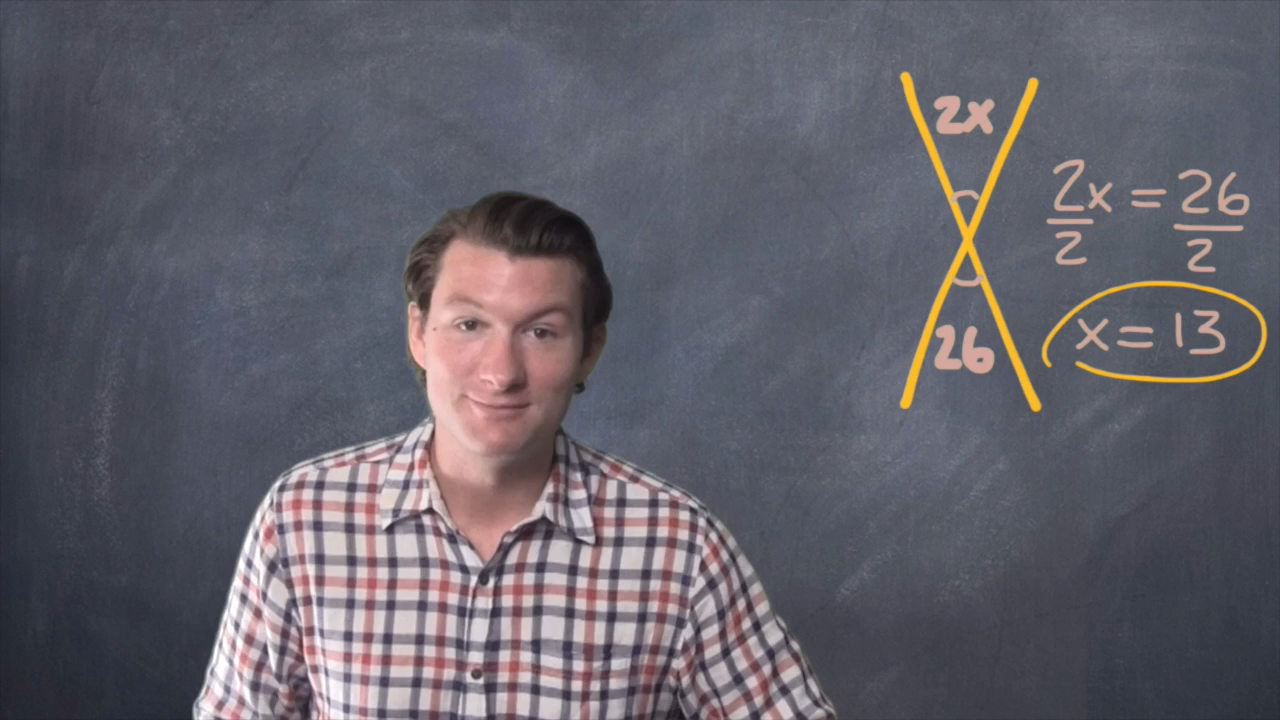 2x
26
2x = 26
2 2
x = 13